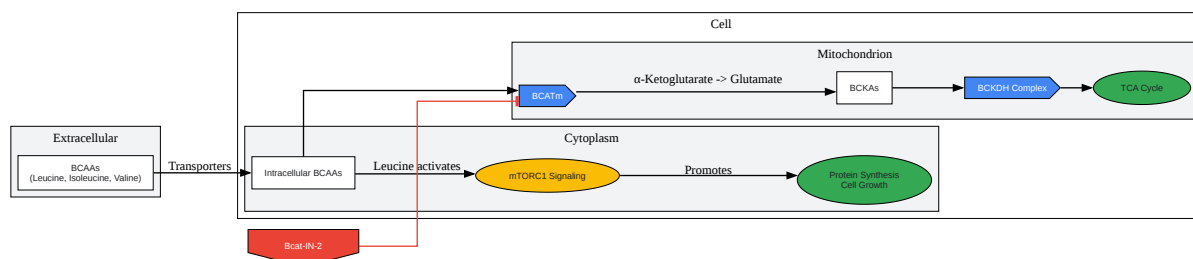 Cell
Mitochondrion
α-Ketoglutarate -> Glutamate
BCATm
BCKAs
BCKDH Complex
TCA Cycle
Extracellular
BCAAs
(Leucine, Isoleucine, Valine)
Transporters
Cytoplasm
Intracellular BCAAs
Leucine activates
mTORC1 Signaling
Promotes
Protein Synthesis
Cell Growth
Bcat-IN-2